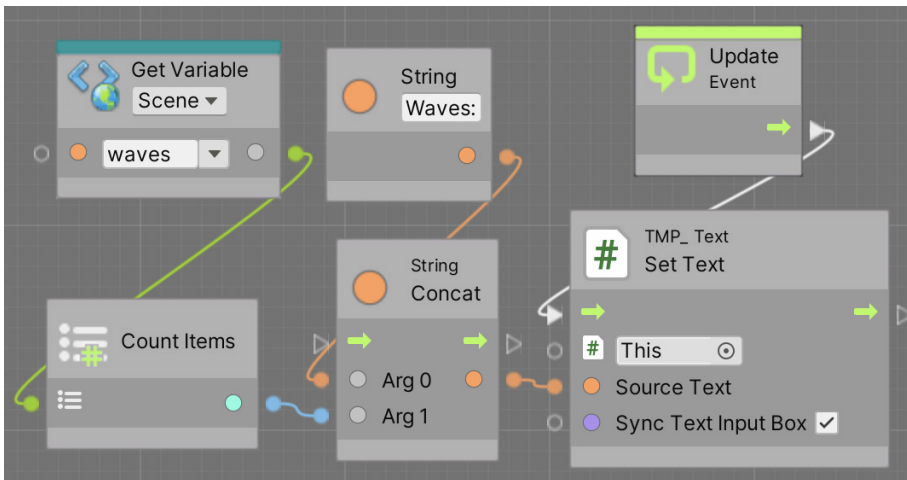 Get Variable
Scene
waves
String
Waves:
Update
Event
Count Items
String
Concat
Arg 0
Arg 1
TMP_ Text
Set Text
This
Source Text
Sync Text Input Box